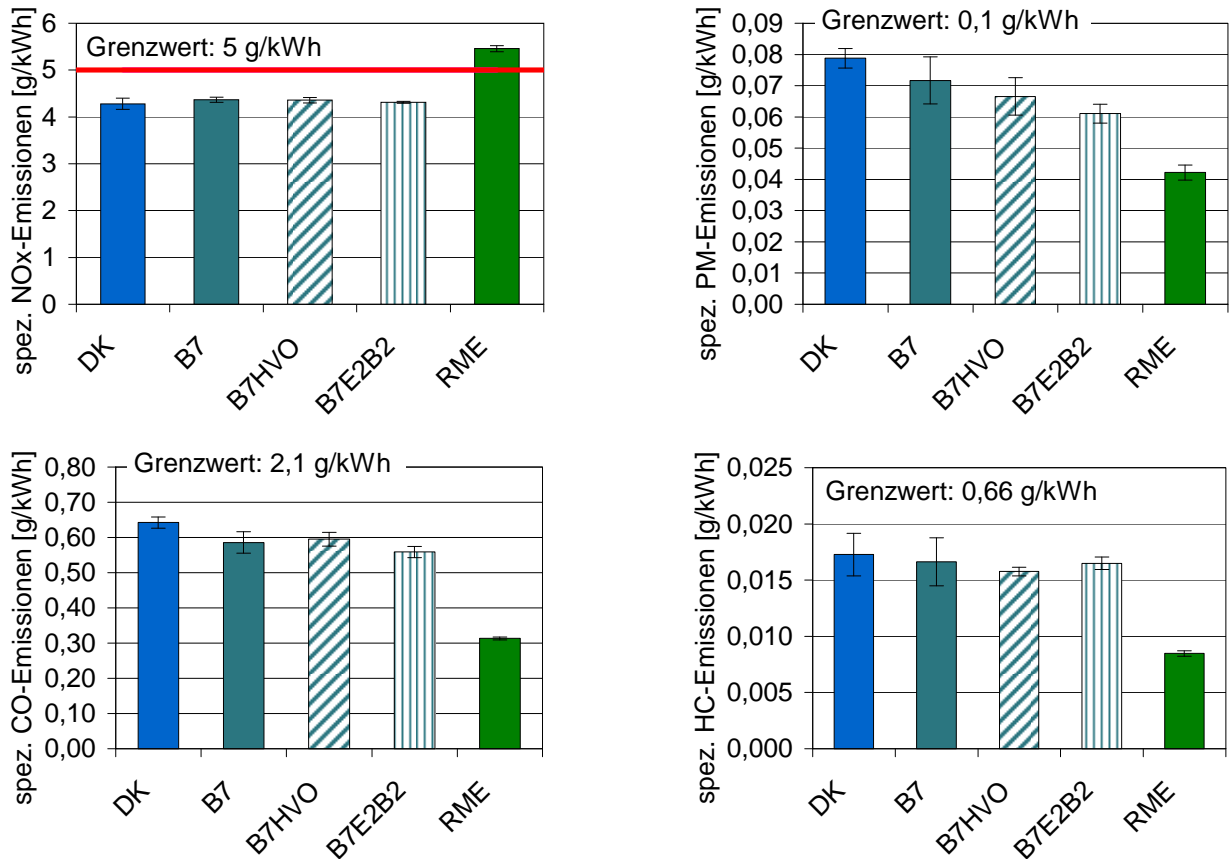 spez. NOx-Emissionen [g/kWh]
6
5
4
3
2
1
0
Grenzwert: 5 g/kWh
DK
B7
B7HVO
B7E2B2
RME
spez. PM-Emissionen [g/kWh]
0,09
0,08
0,07
0,06
0,05
0,04
0,03
0,02
0,01
0,00
Grenzwert: 0,1 g/kWh
DK
B7
B7HVO
B7E2B2
RME
spez. CO-Emissionen [g/kWh]
0,80
0,70
0,60
0,50
0,40
0,30
0,20
0,10
0,00
Grenzwert: 2,1 g/kWh
DK
B7
B7HVO
B7E2B2
RME
spez. HC-Emissionen [g/kWh]
0,025
0,020
0,015
0,010
0,005
0,000
Grenzwert: 0,66 g/kWh
DK
B7
B7HVO
B7E2B2
RME